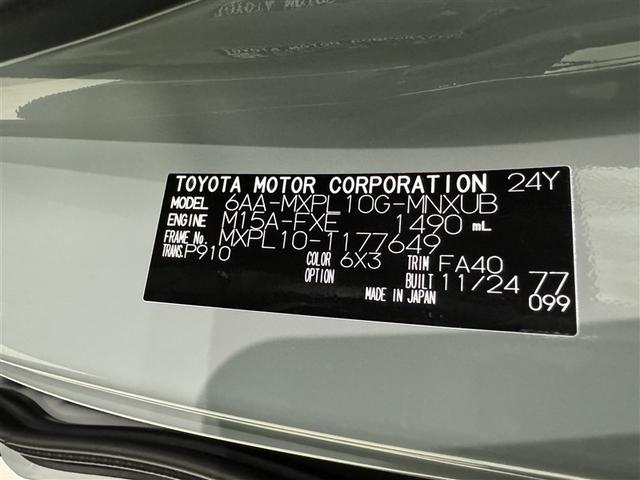 TOYOTA MOTOR CORPORATION 24Y
MODEL 6AA-MXPL10G-MNXUB
ENGINE M15A-FXE 1490 mL
FRAME No. MXPL10-1177649
TRANS. P910 COLOR 6X3 TRIM FA40
OPTION BUILT 11/24 77
MADE IN JAPAN 099